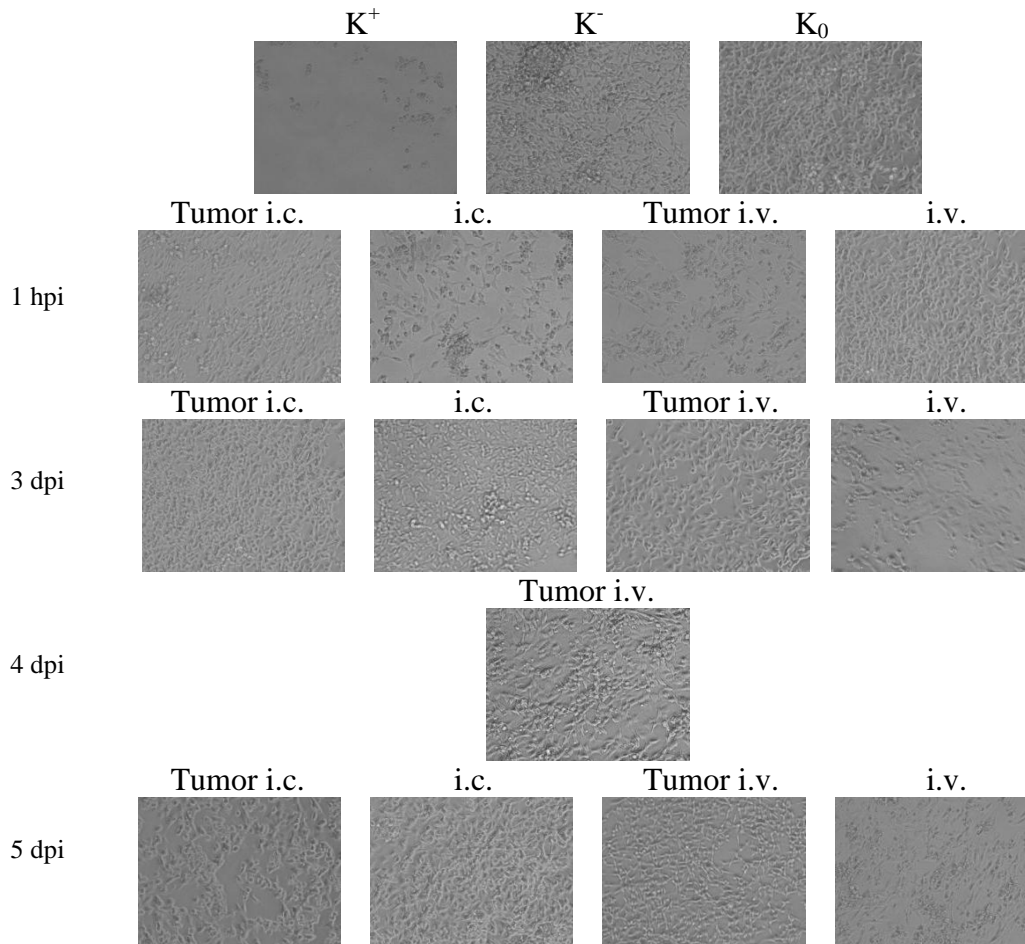 K⁺ K⁻ K₀
Tumor i.c. i.c. Tumor i.v. i.v.
1 hpi
Tumor i.c. i.c. Tumor i.v. i.v.
3 dpi
Tumor i.v.
4 dpi
Tumor i.c. i.c. Tumor i.v. i.v.
5 dpi